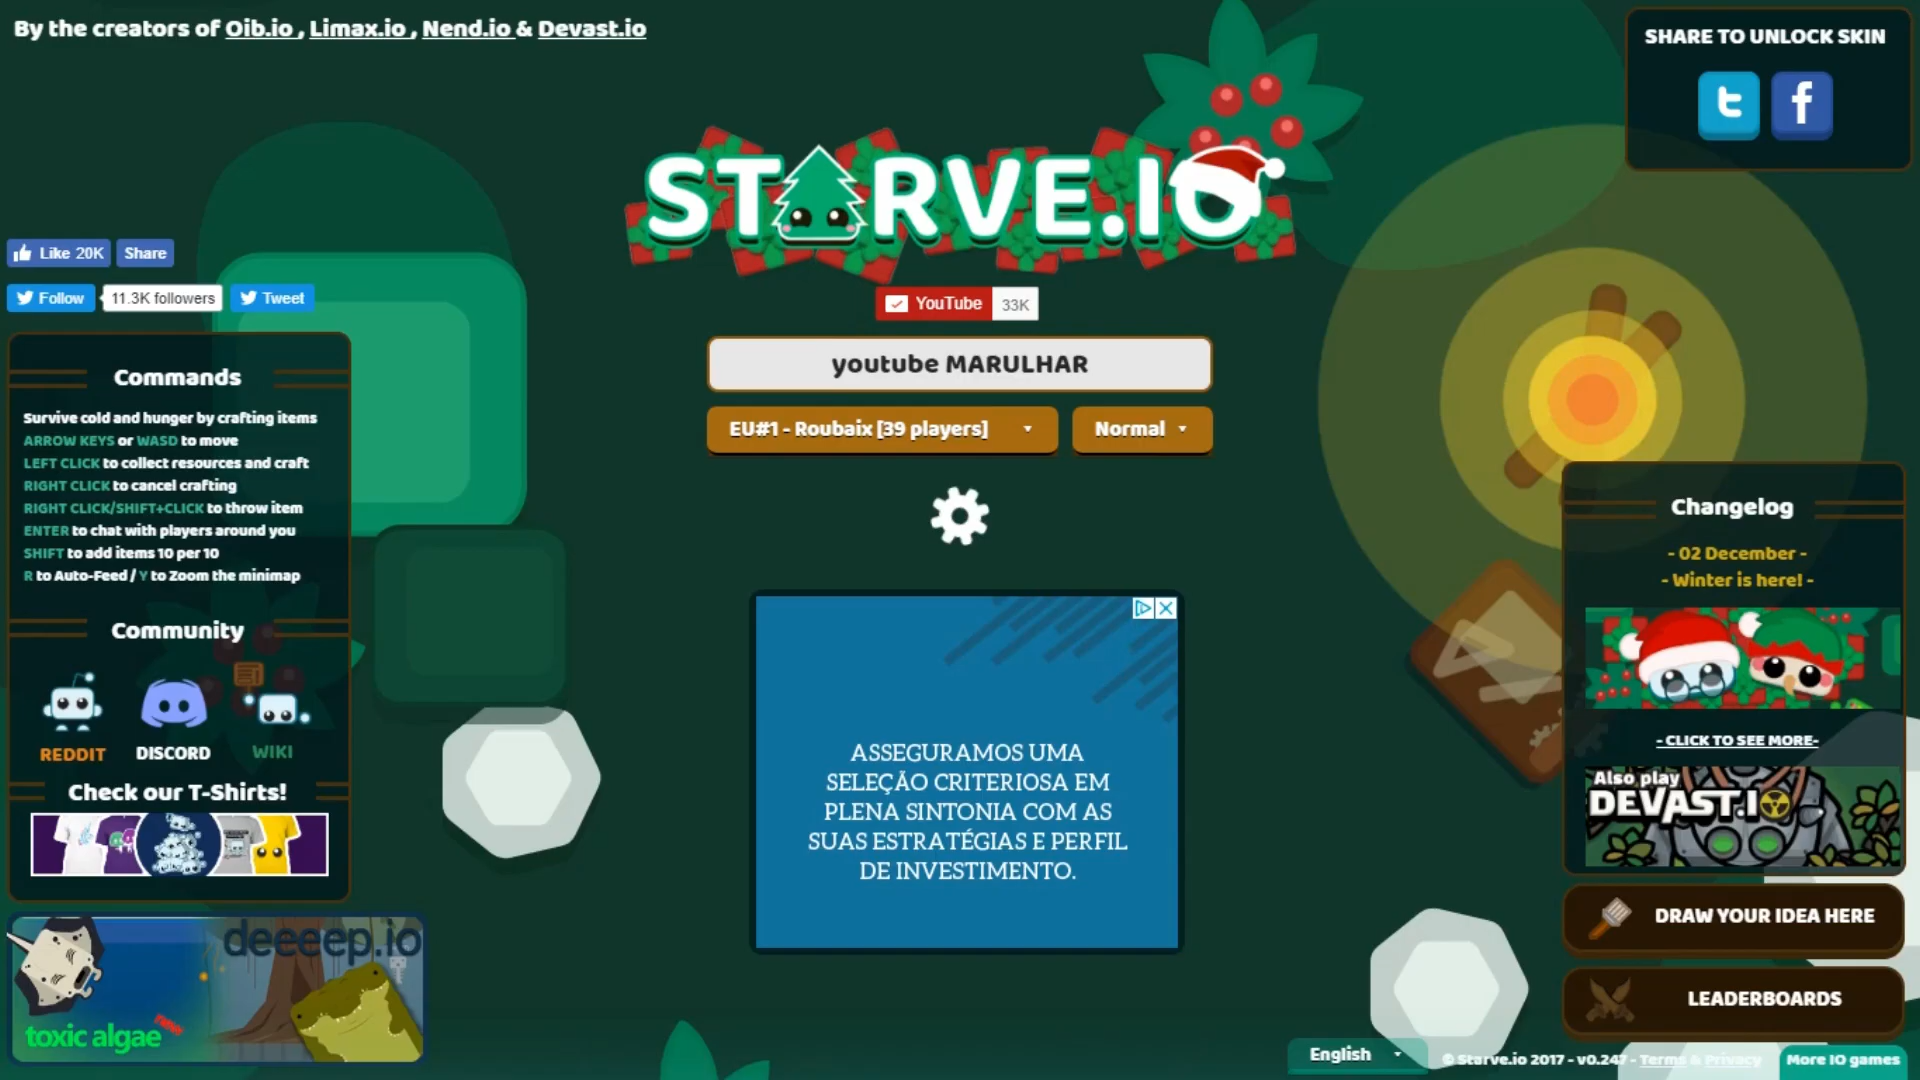 By the creators of Oib.io , Limax.io , Nend.io & Devast.io
SHARE TO UNLOCK SKIN
STARVE.IO
Like 20K Share
Follow 11.3K followers Tweet
YouTube 33K
youtube MARULHAR
EU#1 - Roubaix [39 players] Normal
Commands
Survive cold and hunger by crafting items
ARROW KEYS or WASD to move
LEFT CLICK to collect resources and craft
RIGHT CLICK to cancel crafting
RIGHT CLICK/SHIFT+CLICK to throw item
ENTER to chat with players around you
SHIFT to add items 10 per 10
R to Auto-Feed / Y to Zoom the minimap
Community
REDDIT DISCORD WIKI
Check our T-Shirts!
deeeep.io
toxic algae new
ASSEGURAMOS UMA
SELEÇÃO CRITERIOSA EM
PLENA SINTONIA COM AS
SUAS ESTRATÉGIAS E PERFIL
DE INVESTIMENTO.
Changelog
- 02 December -
- Winter is here! -
- CLICK TO SEE MORE-
Also play
DEVAST.IO
DRAW YOUR IDEA HERE
LEADERBOARDS
English
© Starve.io 2017 - v0.247 - Terms & Privacy
More IO games